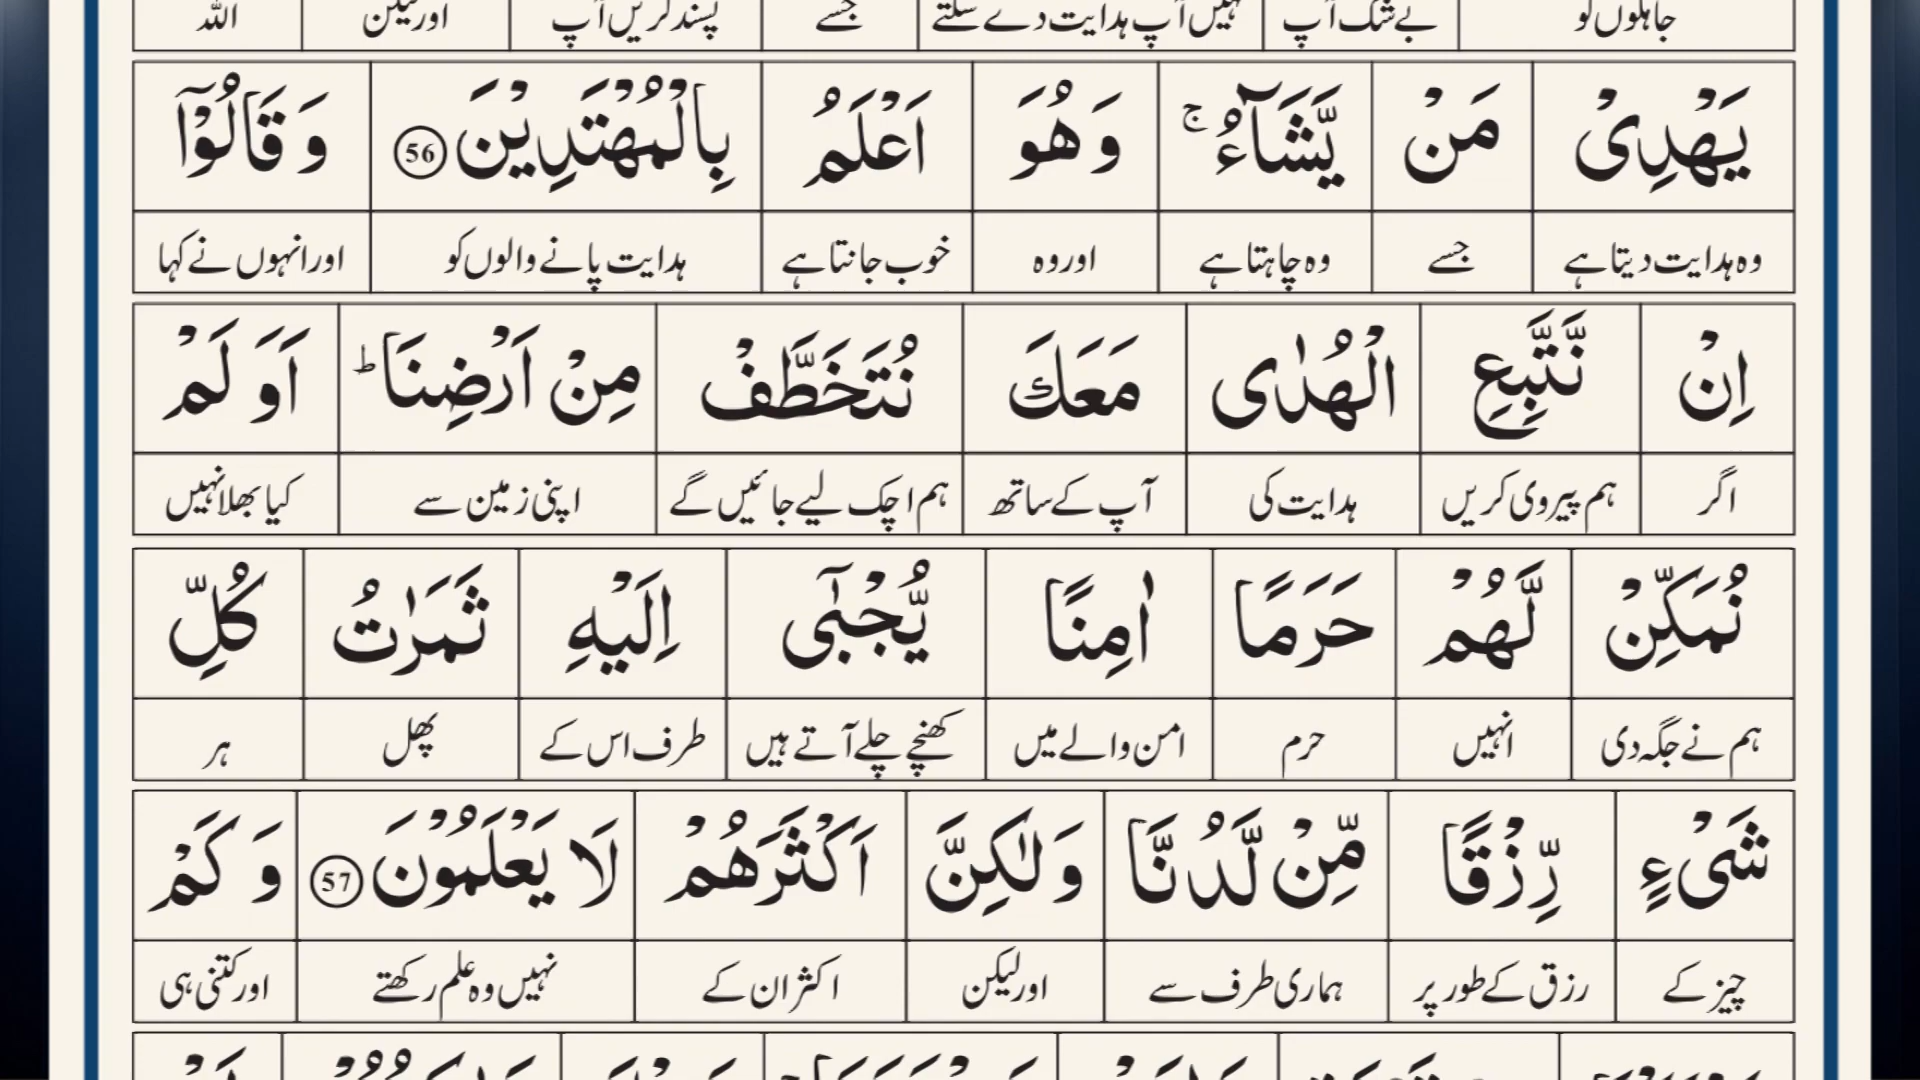 جاہلوں کو بے شک آپ نہیں آپ ہدایت دے سکتے جسے پسند کریں آپ اور لیکن اللہ
يَهْدِىْ مَنْ يَّشَآءُ ۚ وَهُوَ اَعْلَمُ بِالْمُهْتَدِيْنَ 56 وَ قَالُوْٓا
وہ ہدایت دیتا ہے جسے وہ چاہتا ہے اور وہ خوب جانتا ہے ہدایت پانے والوں کو اور انہوں نے کہا
اِنْ نَّتَّبِعِ الْهُدٰى مَعَكَ نُتَخَطَّفْ مِنْ اَرْضِنَا ؕ اَوَ لَمْ
اگر ہم پیروی کریں ہدایت کی آپ کے ساتھ ہم اچک لیے جائیں گے اپنی زمین سے کیا بھلا نہیں
نُمَكِّنْ لَّهُمْ حَرَمًا اٰمِنًا يُّجْبٰٓى اِلَيْهِ ثَمَرٰتُ كُلِّ
ہم نے جگہ دی انہیں حرم امن والے میں کھنچے چلے آتے ہیں طرف اس کے پھل ہر
شَىْءٍ رِّزْقًا مِّنْ لَّدُنَّا وَلٰكِنَّ اَكْثَرَهُمْ لَا يَعْلَمُوْنَ 57 وَ كَمْ
چیز کے رزق کے طور پر ہماری طرف سے اور لیکن اکثر ان کے نہیں وہ علم رکھتے اور کتنی ہی